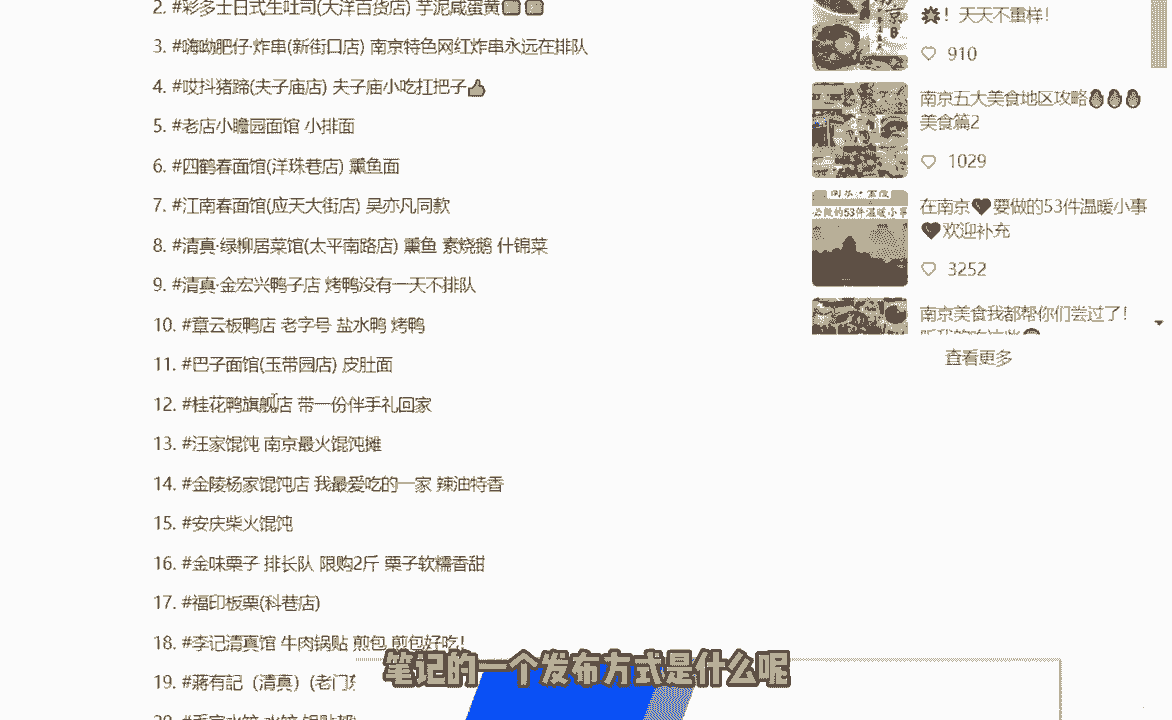 2. #彩多士日式生吐司(大洋百货店) 芋泥咸蛋黄
3. #嗨呦肥仔·炸串(新街口店) 南京特色网红炸串永远在排队
4. #哎抖猪蹄(夫子庙店) 夫子庙小吃扛把子👍
5. #老店小瞻园面馆 小排面
6. #四鹤春面馆(洋珠巷店) 熏鱼面
7. #江南春面馆(应天大街店) 吴亦凡同款
8. #清真·绿柳居菜馆(太平南路店) 熏鱼 素烧鹅 什锦菜
9. #清真·金宏兴鸭子店 烤鸭没有一天不排队
10. #章云板鸭店 老字号 盐水鸭 烤鸭
11. #巴子面馆(玉带园店) 皮肚面
12. #桂花鸭旗舰店 带一份伴手礼回家
13. #汪家馄饨 南京最火馄饨摊
14. #金陵杨家馄饨店 我最爱吃的一家 辣油特香
15. #安庆柴火馄饨
16. #金味栗子 排长队 限购2斤 栗子软糯香甜
17. #福印板栗(科巷店)
18. #李记清真馆 牛肉锅贴 煎包 煎包好吃!
19. #蔣有記（清真）(老门
！天天不重样！
910
南京五大美食地区攻略
美食篇2
1029
必做的53件温暖小事
在南京❤要做的53件温暖小事
❤欢迎补充
3252
南京美食我都帮你们尝过了！
查看更多
笔记的一个发布方式是什么呢